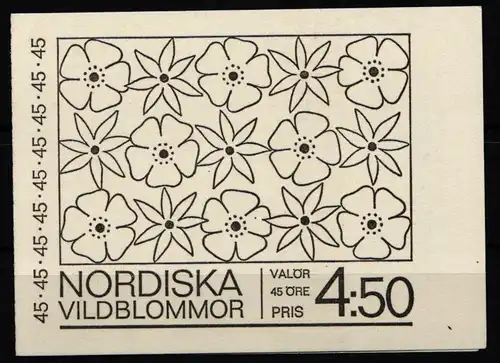 45 · 45 · 45 · 45 · 45 · 45 · 45 · 45 · 45
NORDISKA
VILDBLOMMOR
VALÖR
45 ÖRE
PRIS
4:50